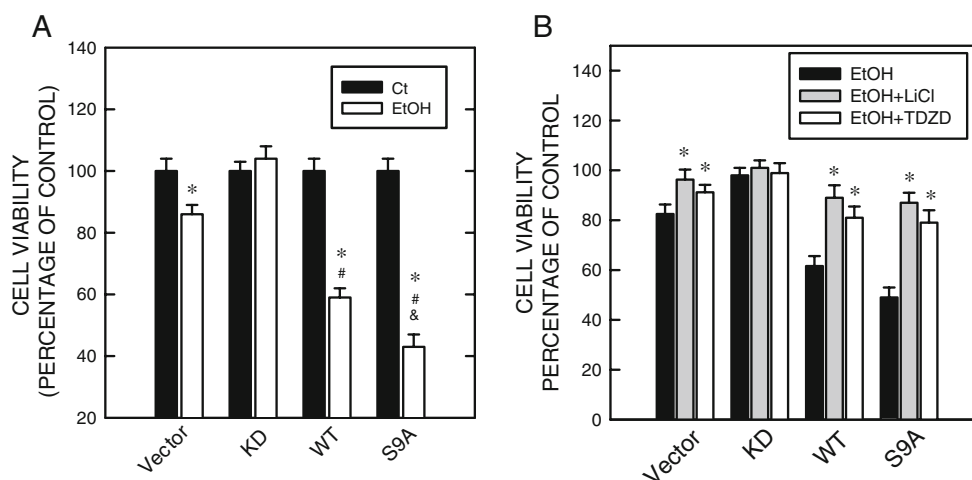 A
CELL VIABILITY
(PERCENTAGE OF CONTROL)
140
120
100
80
60
40
20
Ct
EtOH
*
*
#
*
#
&
Vector
KD
WT
S9A
B
CELL VIABILITY
PERCENTAGE OF CONTROL
140
120
100
80
60
40
20
0
EtOH
EtOH+LiCl
EtOH+TDZD
* *
* *
* *
Vector
KD
WT
S9A